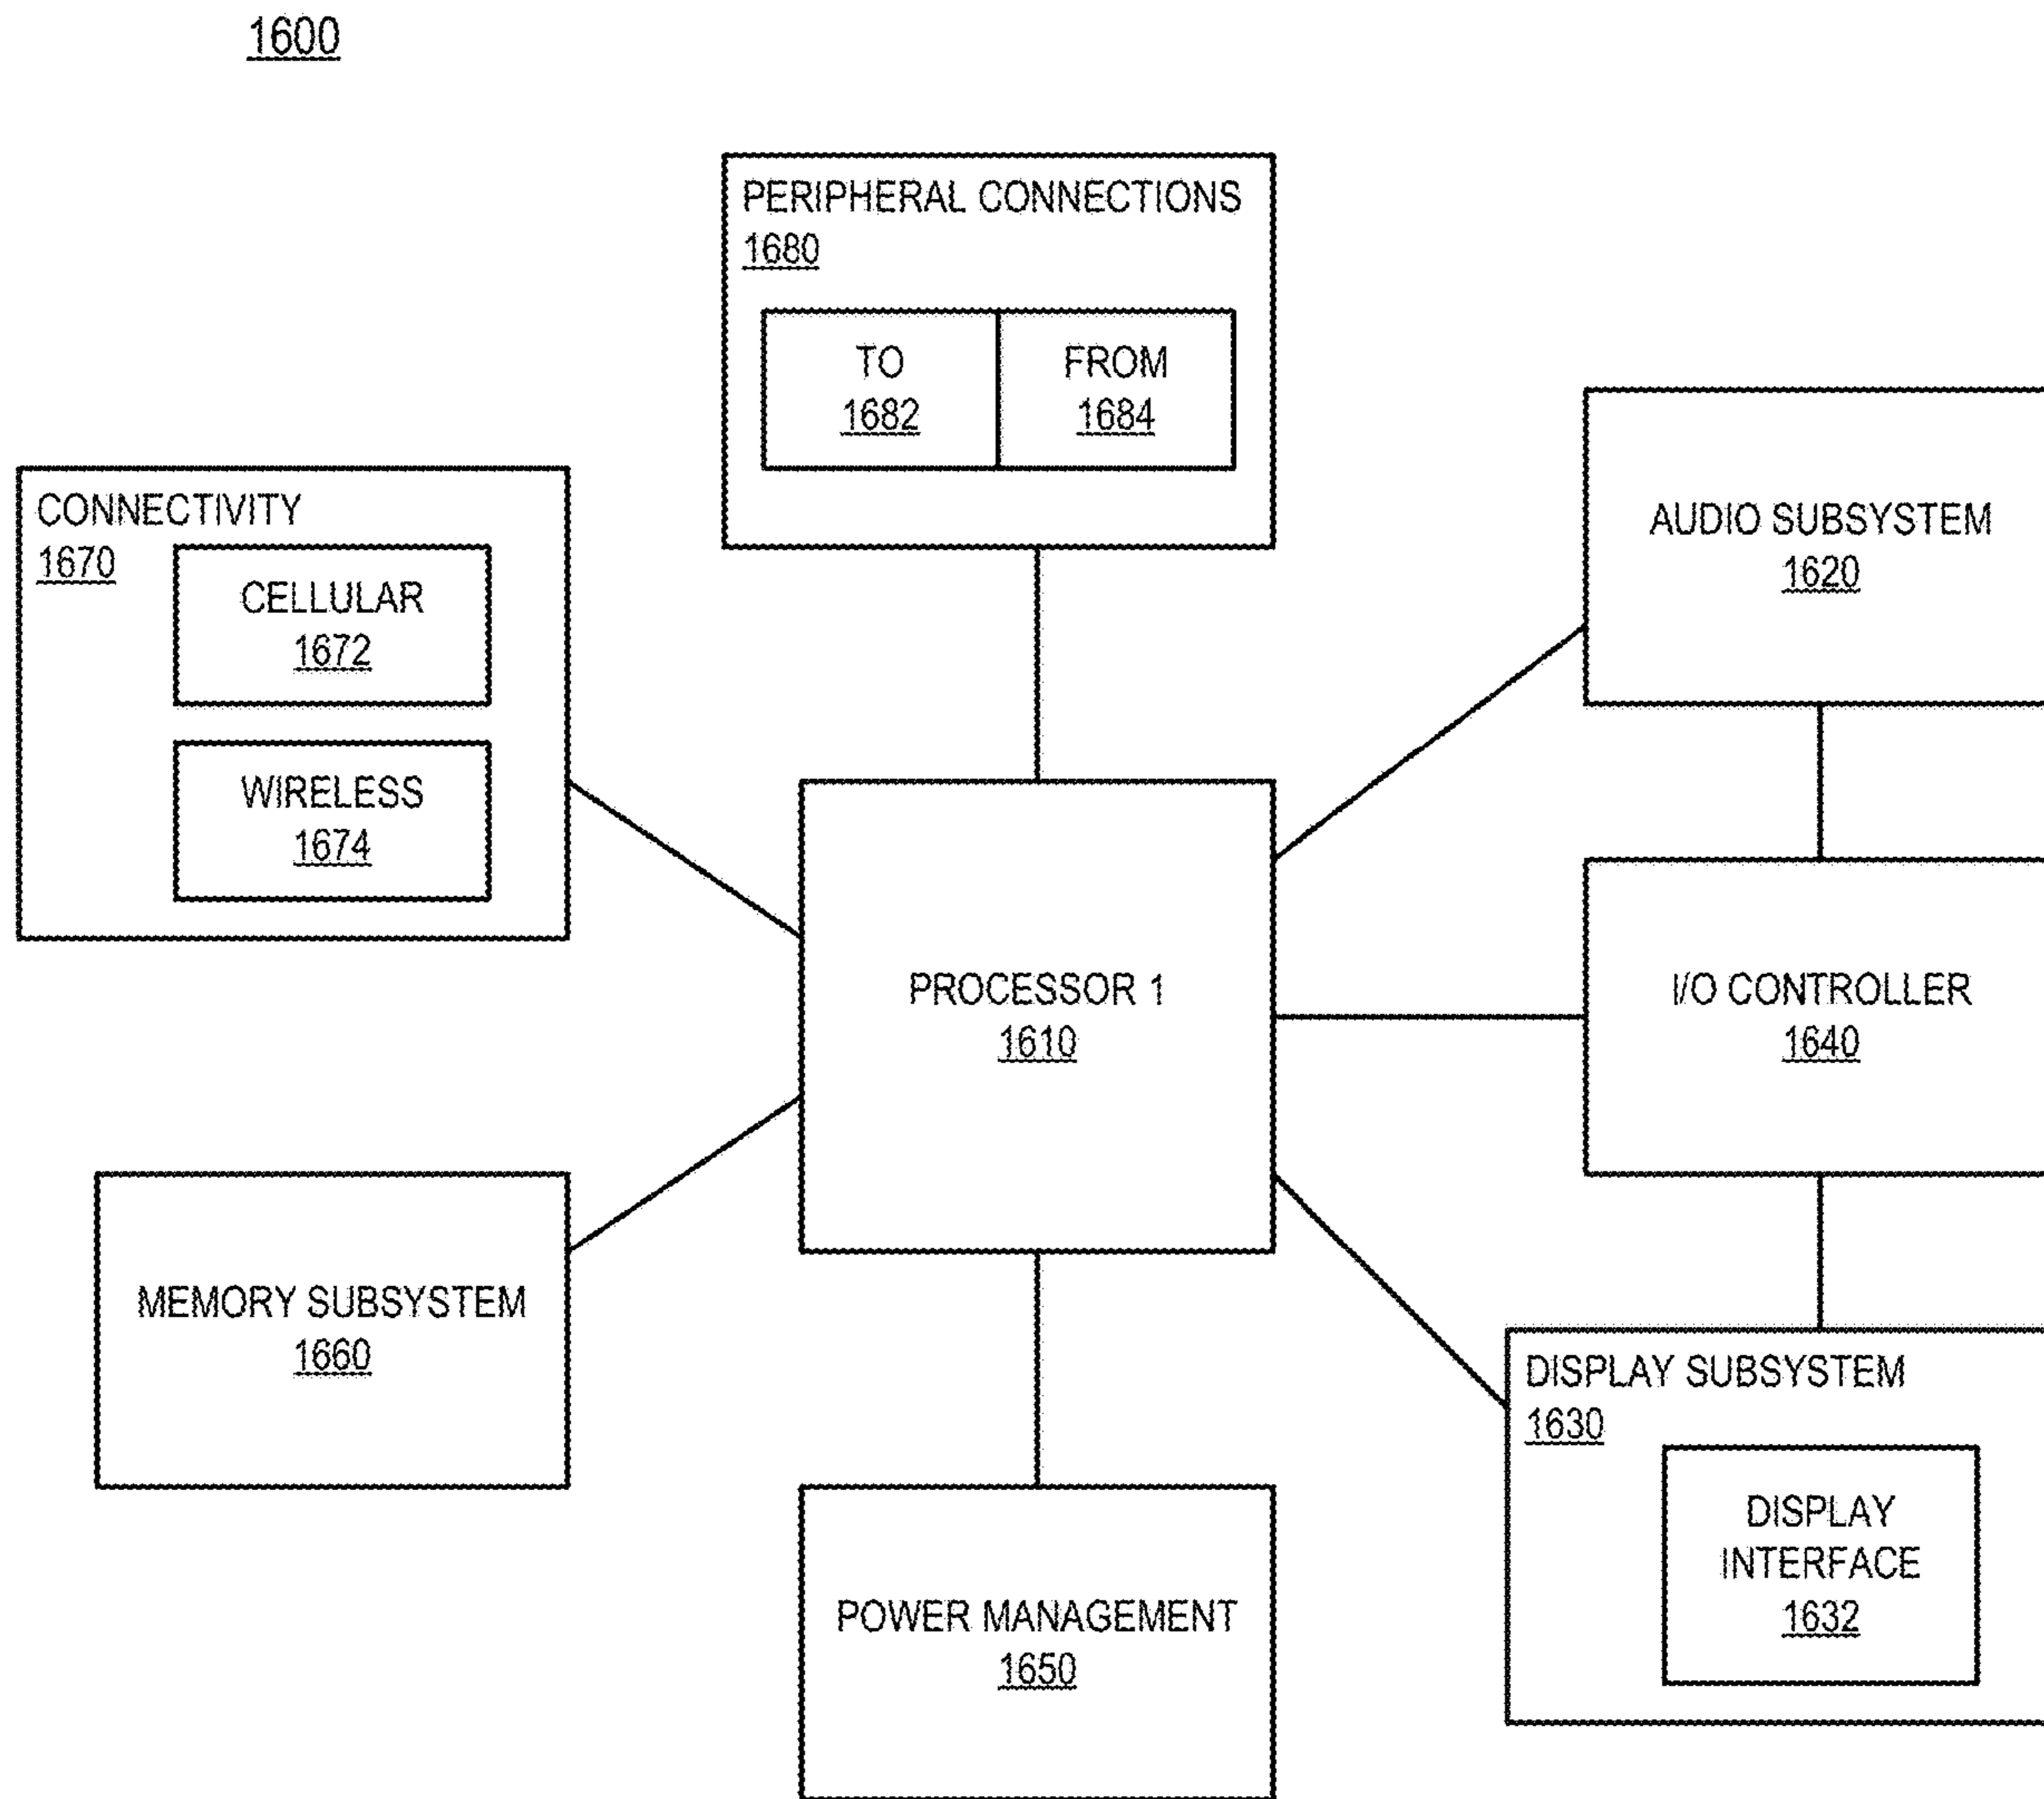 1600
PERIPHERAL CONNECTIONS
1680
TO
1682
FROM
1684
AUDIO SUBSYSTEM
1620
CONNECTIVITY
1670
CELLULAR
1672
WIRELESS
1674
PROCESSOR 1
1610
I/O CONTROLLER
1640
MEMORY SUBSYSTEM
1660
DISPLAY SUBSYSTEM
1630
DISPLAY
INTERFACE
1632
POWER MANAGEMENT
1650